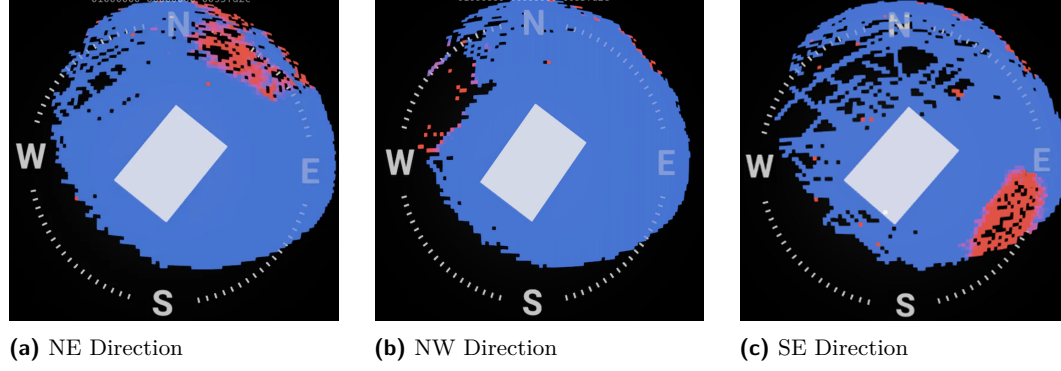 N
W
E
S
N
W
E
S
N
W
E
S
(a) NE Direction
(b) NW Direction
(c) SE Direction